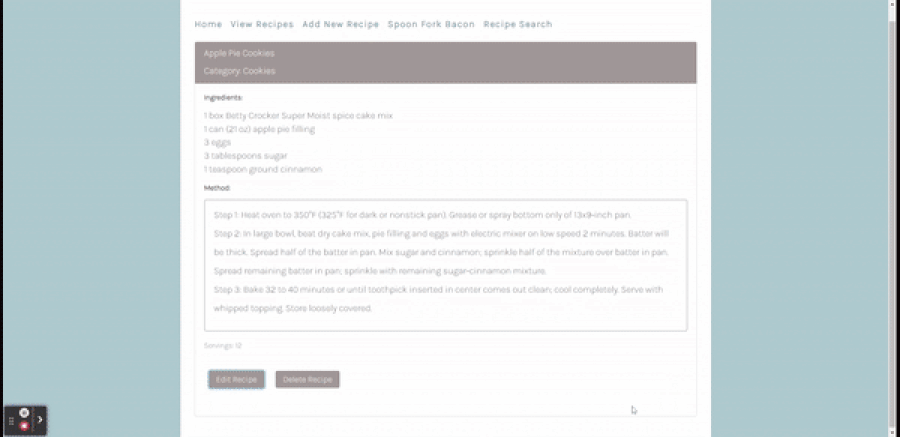 Home View Recipes Add New Recipe Spoon Fork Bacon Recipe Search
Apple Pie Cookies
Category: Cookies
Ingredients:
1 box Betty Crocker Super Moist spice cake mix
1 can (21 oz) apple pie filling
3 eggs
3 tablespoons sugar
1 teaspoon ground cinnamon
Method:
Step 1: Heat oven to 350°F (325°F for dark or nonstick pan). Grease or spray bottom only of 13x9-inch pan.
Step 2: In large bowl, beat dry cake mix, pie filling and eggs with electric mixer on low speed 2 minutes. Batter will
be thick. Spread half of the batter in pan. Mix sugar and cinnamon; sprinkle half of the mixture over batter in pan.
Spread remaining batter in pan; sprinkle with remaining sugar-cinnamon mixture.
Step 3: Bake 32 to 40 minutes or until toothpick inserted in center comes out clean; cool completely. Serve with
whipped topping. Store loosely covered.
Servings: 12
Edit Recipe Delete Recipe